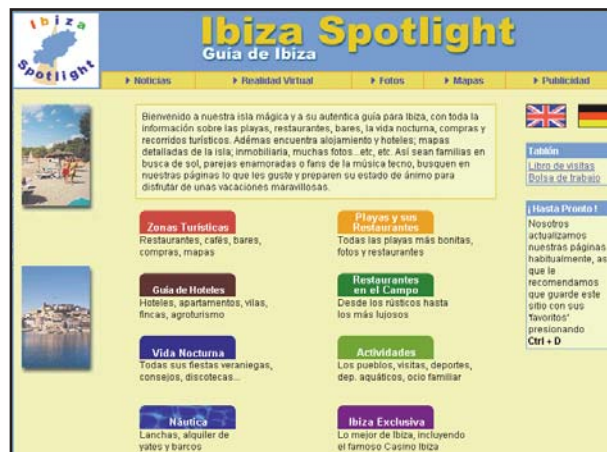 Ibiza
Spotlight
Ibiza Spotlight
Guía de Ibiza
Noticias
Realidad Virtual
Fotos
Mapas
Publicidad
Bienvenido a nuestra isla mágica y a su autentica guía para Ibiza, con toda la
información sobre las playas, restaurantes, bares, la vida nocturna, compras y
recorridos turísticos. Adémas encuentra alojamiento y hoteles; mapas
detalladas de la isla; inmobiliaria, muchas fotos...etc, etc. Así sean familias en
busca de sol, parejas enamoradas o fans de la música tecno, busquen en
nuestras páginas lo que les guste y preparen su estado de ánimo para
disfrutar de unas vacaciones maravillosas.
Zonas Turísticas
Restaurantes, cafés, bares,
compras, mapas
Playas y sus
Restaurantes
Todas las playas más bonitas,
fotos y restaurantes
Guía de Hoteles
Hoteles, apartamentos, vilas,
fincas, agroturismo
Restaurantes
en el Campo
Desde los rústicos hasta
los más lujosos
Vida Nocturna
Todas sus fiestas veraniegas,
consejos, discotecas...
Actividades
Los pueblos, visitas, deportes,
dep. aquáticos, ocio familiar
Náutica
Lanchas, alquiler de
yates y barcos
Ibiza Exclusiva
Lo mejor de Ibiza, incluyendo
el famoso Casino Ibiza
Tablón
Libro de visitas
Bolsa de trabajo
¡Hasta Pronto!
Nosotros
actualizamos
nuestras páginas
habitualmente, as
que le
recomendamos
que guarde este
sitio con sus
'favoritos'
presionando
Ctrl + D